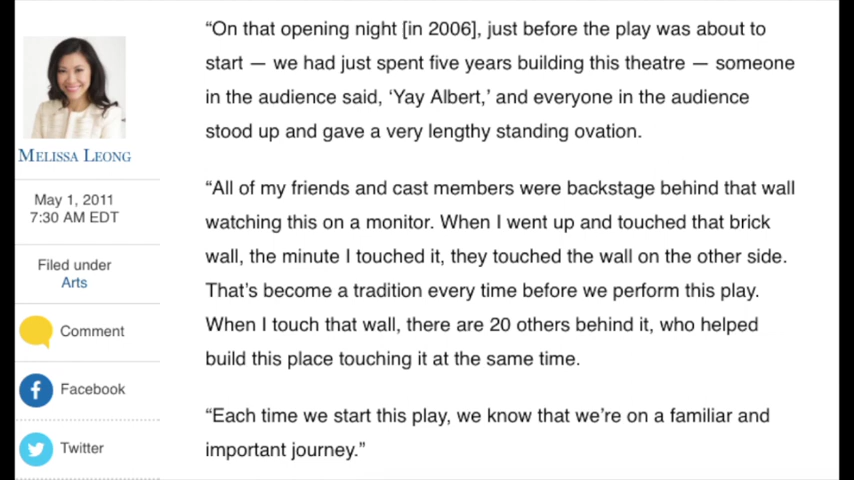 MELISSA LEONG
May 1, 2011
7:30 AM EDT
Filed under
Arts
Comment
Facebook
Twitter
“On that opening night [in 2006], just before the play was about to
start — we had just spent five years building this theatre — someone
in the audience said, ‘Yay Albert,’ and everyone in the audience
stood up and gave a very lengthy standing ovation.
“All of my friends and cast members were backstage behind that wall
watching this on a monitor. When I went up and touched that brick
wall, the minute I touched it, they touched the wall on the other side.
That’s become a tradition every time before we perform this play.
When I touch that wall, there are 20 others behind it, who helped
build this place touching it at the same time.
“Each time we start this play, we know that we’re on a familiar and
important journey.”